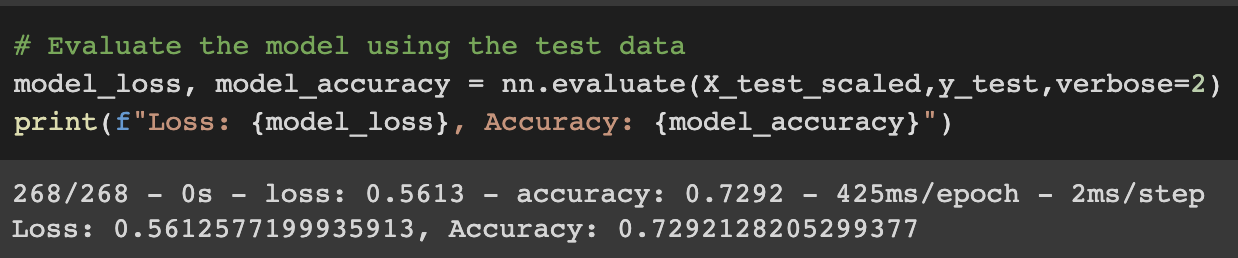 # Evaluate the model using the test data
model_loss, model_accuracy = nn.evaluate(X_test_scaled,y_test,verbose=2)
print(f"Loss: {model_loss}, Accuracy: {model_accuracy}")
268/268 - 0s - loss: 0.5613 - accuracy: 0.7292 - 425ms/epoch - 2ms/step
Loss: 0.5612577199935913, Accuracy: 0.7292128205299377